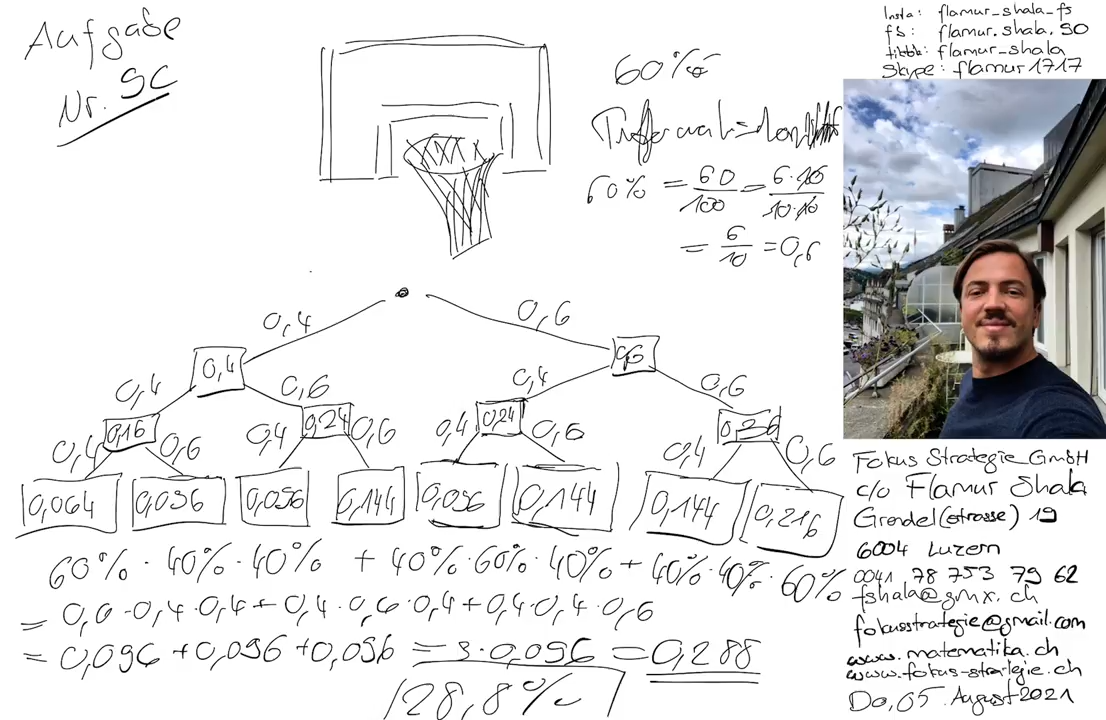 Aufgabe
Nr. 9C
60%
60% = 60/100 = 6·10/10·10
= 6/10 = 0,6
0,4 0,6
0,4 0,6
0,4 0,6 0,4 0,6
0,16 0,24 0,24 0,36
0,4 0,6 0,4 0,6 0,4 0,6 0,4 0,6
0,064 0,096 0,096 0,144 0,096 0,144 0,144 0,216
60% · 40% · 40% + 40% · 60% · 40% + 40% · 40% · 60%
= 0,6 · 0,4 · 0,4 + 0,4 · 0,6 · 0,4 + 0,4 · 0,4 · 0,6
= 0,096 + 0,096 + 0,096 = 3 · 0,096 = 0,288
28,8%
Insta: flamur_shala_fs
fb: flamur.shala.90
tiktok: flamur_shala
Skype: flamur1717
Fokus Strategie GmbH
c/o Flamur Shala
Grendel(strasse) 19
6004 Luzern
0041 78 753 79 62
fshala@gmx.ch
fokusstrategie@gmail.com
www.matematika.ch
www.fokus-strategie.ch
Do, 05. August 2021